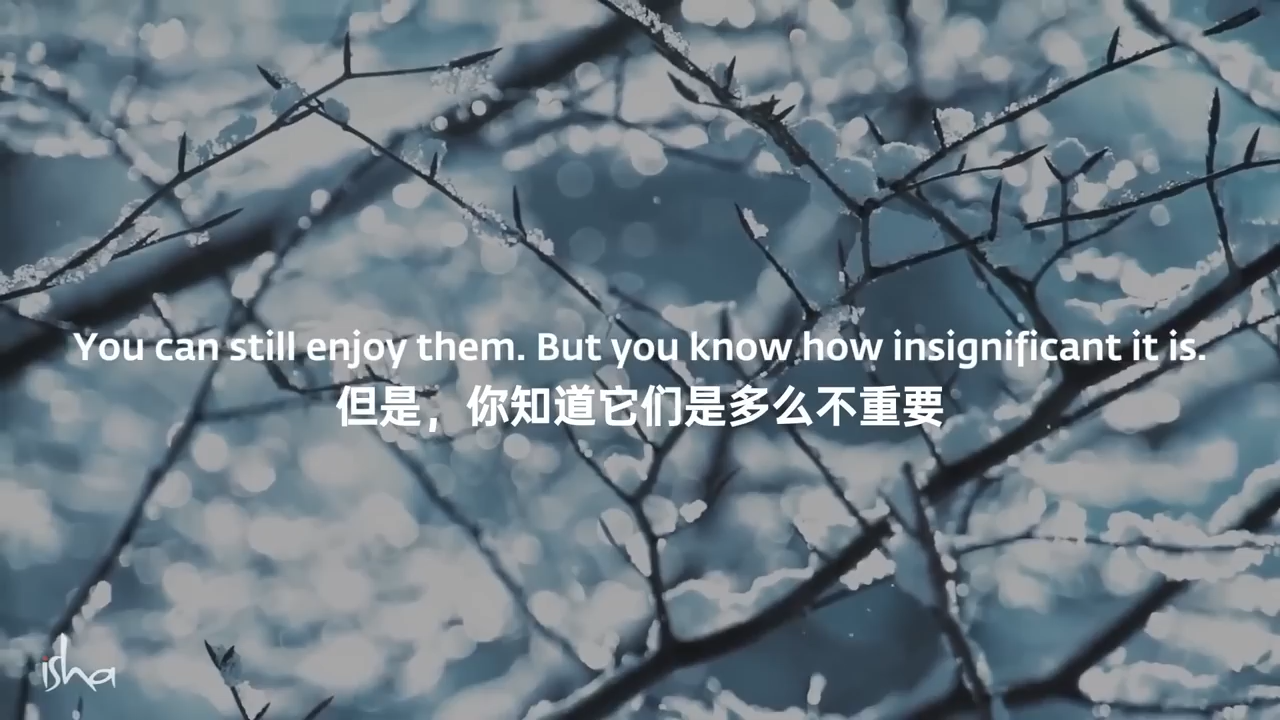 You can still enjoy them. But you know how insignificant it is.
但是，你知道它们是多么不重要
isha